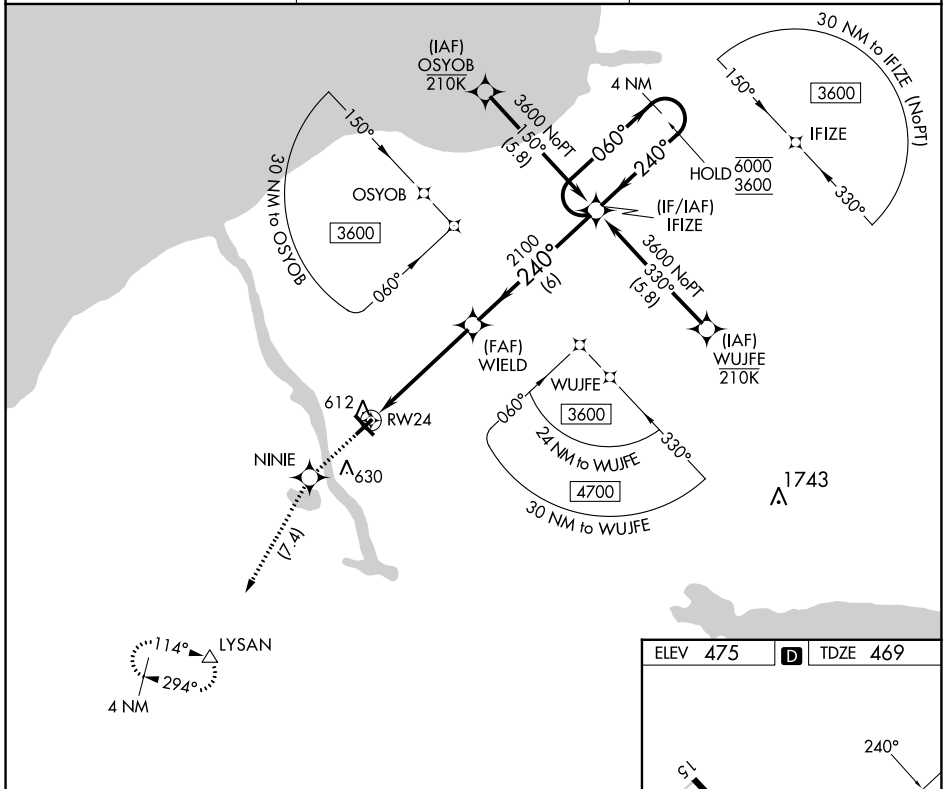 (IAF)
OSYOB
210K
3600 NoPT
150°
(5.8)
4 NM
060°
240°
HOLD 6000
3600
(IF/IAF)
IFIZE
30 NM to IFIZE (NoPT)
150°
3600
IFIZE
330°
150°
30 NM to OSYOB
OSYOB
3600
060°
2100
240°
(6)
3600 NoPT
330°
(5.8)
(IAF)
WUJFE
210K
(FAF)
WIELD
WUJFE
3600
060°
330°
24 NM to WUJFE
4700
30 NM to WUJFE
612
RW24
NINIE
630
1743
(7.4)
114°
LYSAN
294°
4 NM
ELEV 475 D TDZE 469
240°
15